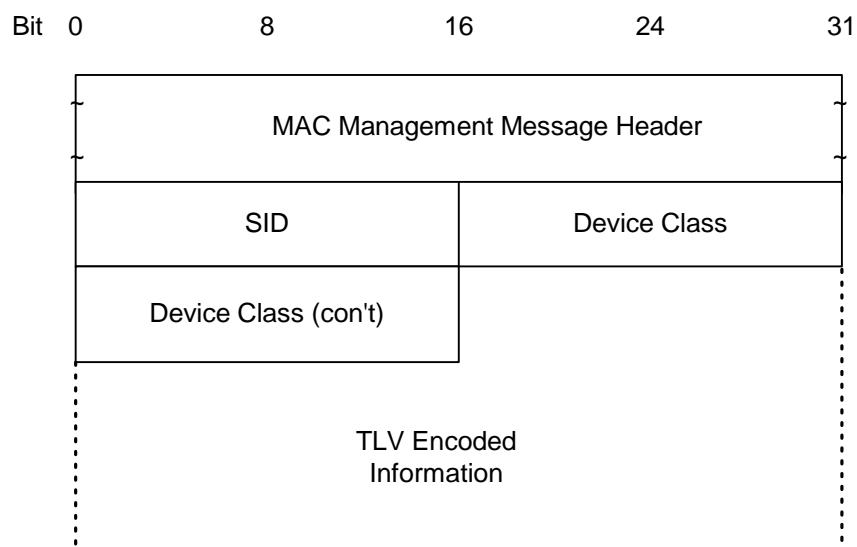 Bit 0 8 16 24 31
~ ~
MAC Management Message Header
~ ~
SID Device Class
Device Class (con't)
TLV Encoded
Information